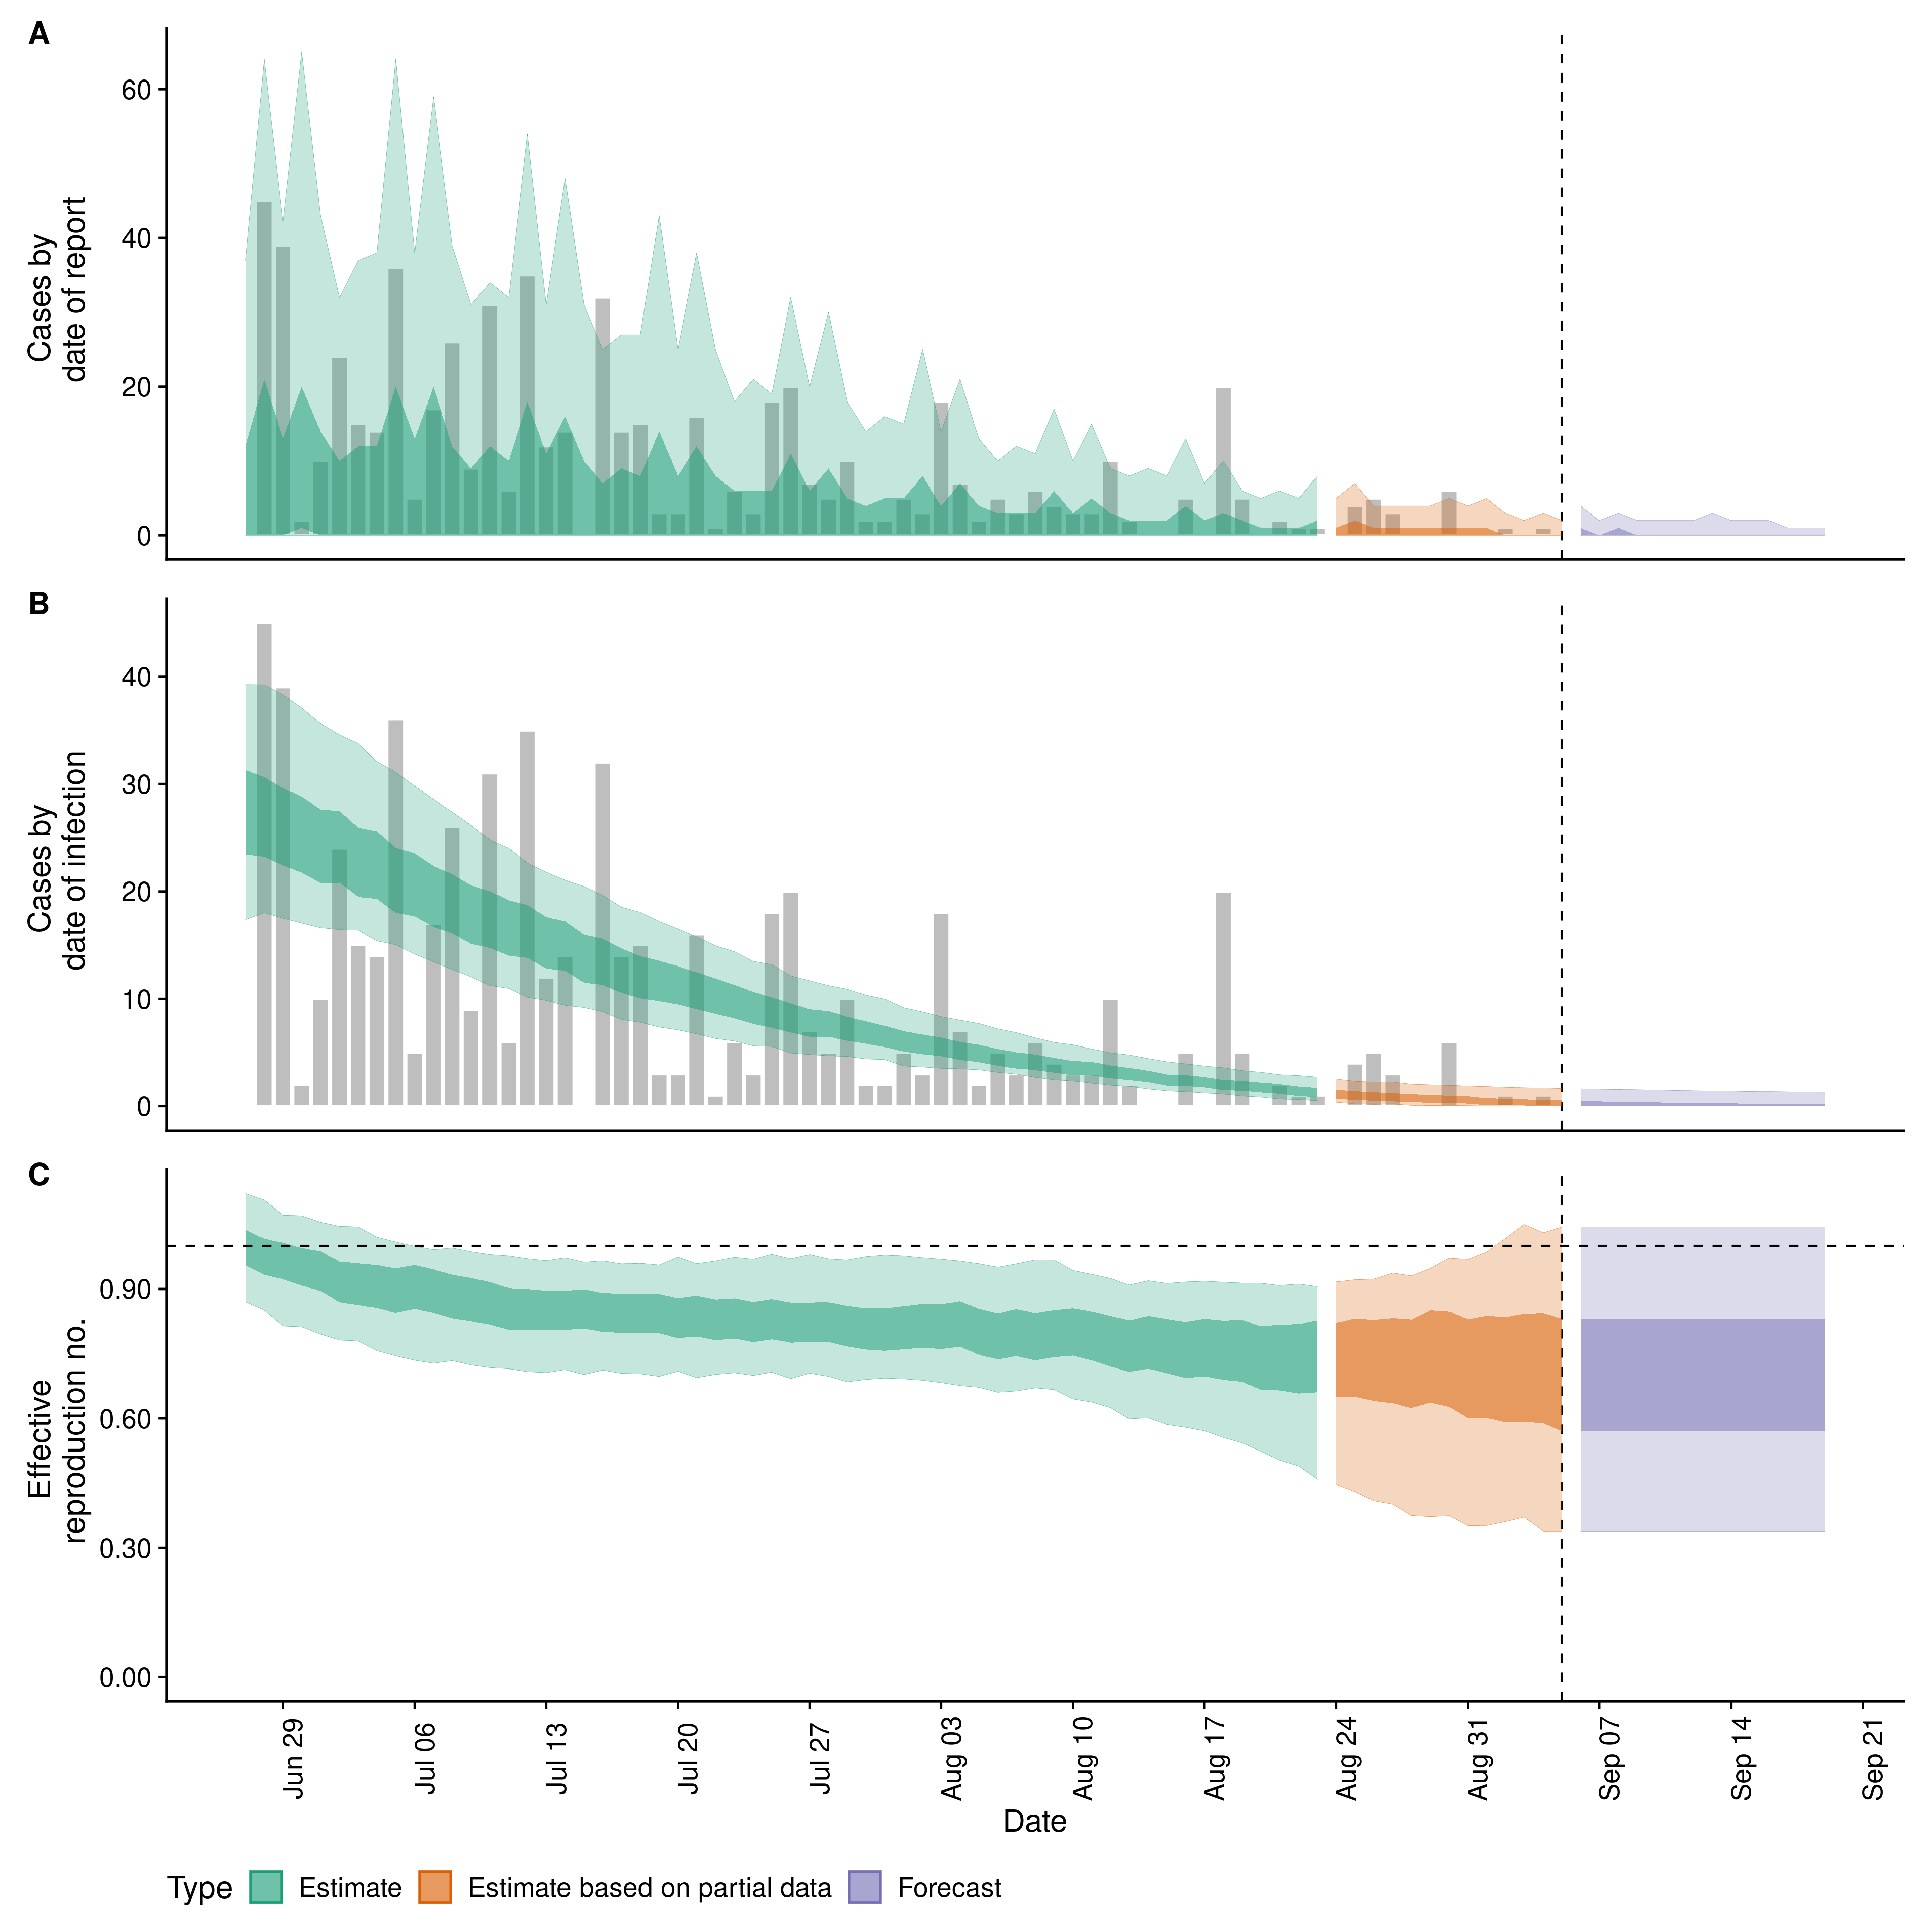 A
60
40
20
0
Cases by
date of report
B
40
30
20
10
0
Cases by
date of infection
C
0.90
0.60
0.30
0.00
Effective
reproduction no.
Jun 29
Jul 06
Jul 13
Jul 20
Jul 27
Aug 03
Aug 10
Aug 17
Aug 24
Aug 31
Sep 07
Sep 14
Sep 21
Date
Type Estimate Estimate based on partial data Forecast